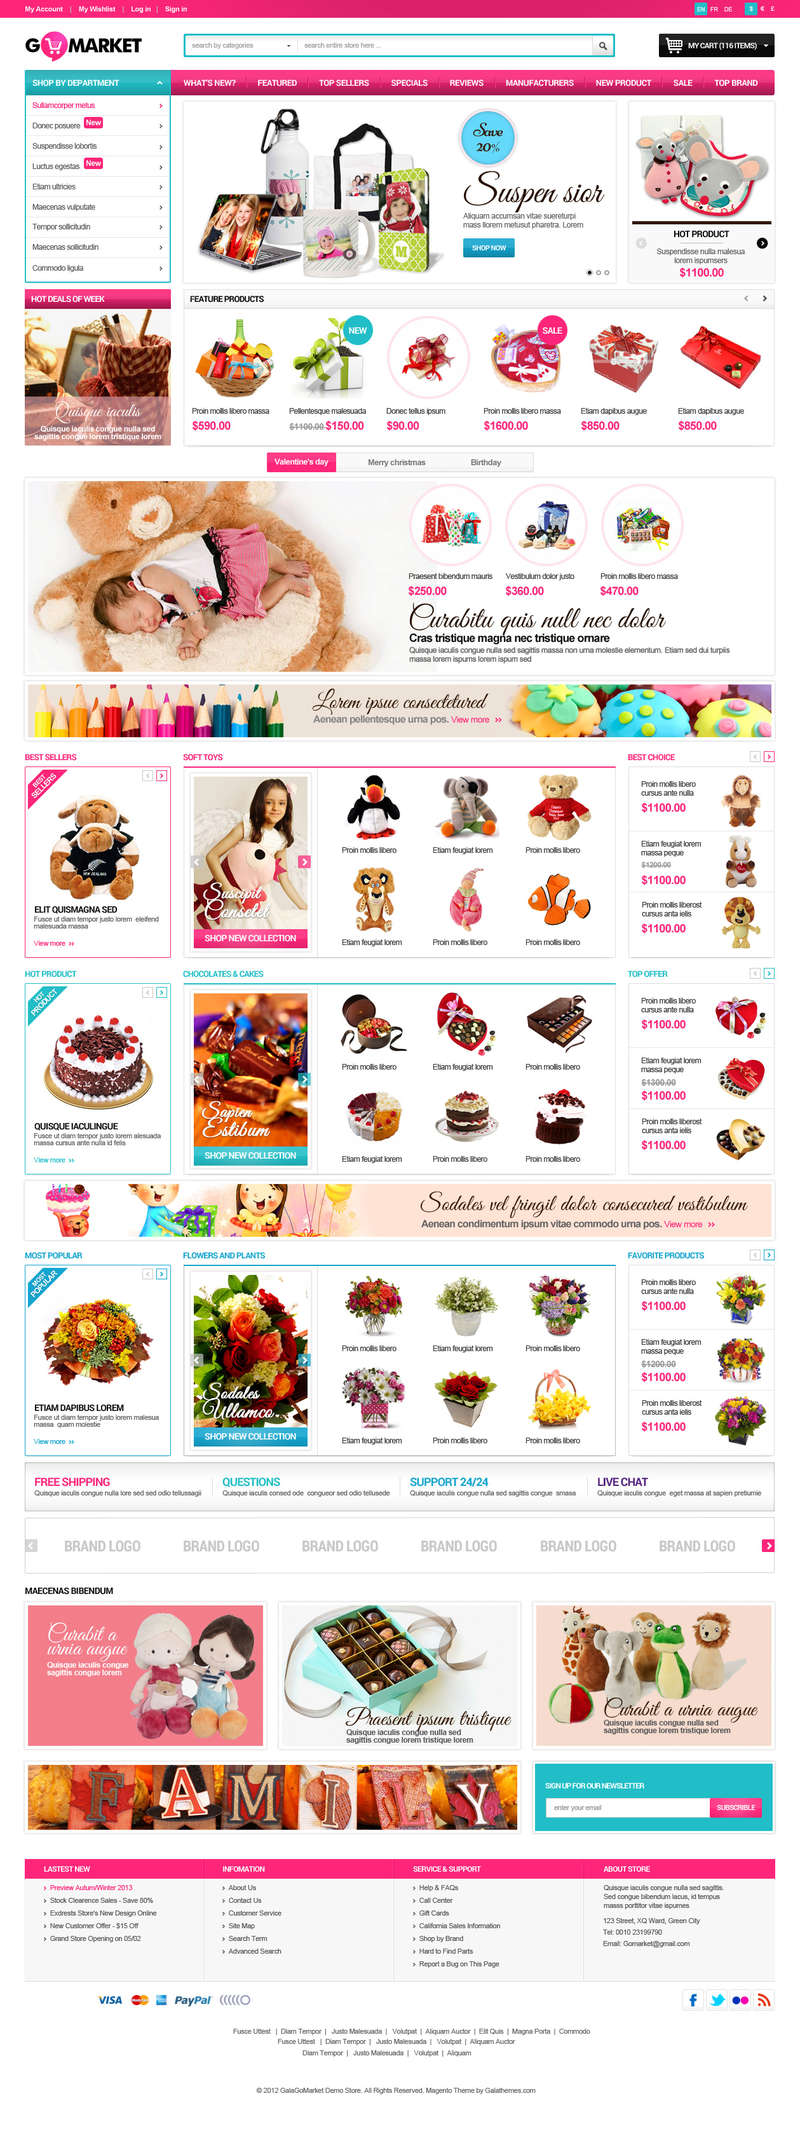 My Account | My Wishlist | Log in | Sign in
EN FR DE $ € £
GOMARKET
search by categories
search entire store here ...
MY CART (116 ITEMS)
SHOP BY DEPARTMENT
WHAT'S NEW?
FEATURED
TOP SELLERS
SPECIALS
REVIEWS
MANUFACTURERS
NEW PRODUCT
SALE
TOP BRAND
Sullamcorper metus
Donec posuere New
Suspendisse lobortis
Luctus egestas New
Etiam ultricies
Maecenas vulputate
Tempor sollicitudin
Maecenas sollicitudin
Commodo ligula
Save
20%
Suspen sior
Aliquam accumsan vitae suereturpi
mass llorem metusut pharetra. Lorem
SHOP NOW
M
HOT PRODUCT
Suspendisse nulla malesua
lorem ispumsers
$1100.00
HOT DEALS OF WEEK
Quisque iaculis
Quisque iaculis congue nulla sed
sagittis congue lorem tristique lorem
FEATURE PRODUCTS
NEW
SALE
Proin mollis libero massa
$590.00
Pellentesque malesuada
$1100.00 $150.00
Donec tellus ipsum
$90.00
Proin mollis libero massa
$1600.00
Etiam dapibus augue
$850.00
Etiam dapibus augue
$850.00
Valentine's day
Merry christmas
Birthday
Praesent bibendum mauris
$250.00
Vestibulum dolor justo
$360.00
Proin mollis libero massa
$470.00
Curabitu quis null nec dolor
Cras tristique magna nec tristique ornare
Quisque iaculis congue nulla sed sagittis massa non urna molestie elementum. Etiam sed dui turpiis
massa lorem ispums lorem ispum sed
Lorem ipsue consectetured
Aenean pellentesque urna pos. View more »
BEST SELLERS
BEST
SELLERS
NEW ZEALAND
ELIT QUISMAGNA SED
Fusce ut diam tempor justo lorem eleifend
malesuada massa
View more »
SOFT TOYS
Suscipit
Consetet
SHOP NEW COLLECTION
Proin mollis libero
Etiam feugiat lorem
Proin mollis libero
Etiam feugiat lorem
Proin mollis libero
Proin mollis libero
BEST CHOICE
Proin mollis libero
cursus ante nulla
$1100.00
Etiam feugiat lorem
massa peque
$1200.00
$1100.00
Proin mollis liberost
cursus anta ielis
$1100.00
HOT PRODUCT
HOT
PRODUCT
QUISQUE IACULINGUE
Fusce ut diam tempor justo lorem alesuada
massa cursus ante nulla id felis
View more »
CHOCOLATES & CAKES
Sapien
Estibum
SHOP NEW COLLECTION
Proin mollis libero
Etiam feugiat lorem
Proin mollis libero
Etiam feugiat lorem
Proin mollis libero
Proin mollis libero
TOP OFFER
Proin mollis libero
cursus ante nulla
$1100.00
Etiam feugiat lorem
massa peque
$1300.00
$1100.00
Proin mollis liberost
cursus anta ielis
$1100.00
Sodales vel fringil dolor consecured vestibulum
Aenean condimentum ipsum vitae commodo urna pos. View more »
MOST POPULAR
MOST
POPULAR
ETIAM DAPIBUS LOREM
Fusce ut diam tempor justo lorem malesua
massa quam molestie
View more »
FLOWERS AND PLANTS
Sodales
Ullamco
SHOP NEW COLLECTION
Proin mollis libero
Etiam feugiat lorem
Proin mollis libero
Etiam feugiat lorem
Proin mollis libero
Proin mollis libero
FAVORITE PRODUCTS
Proin mollis libero
cursus ante nulla
$1100.00
Etiam feugiat lorem
massa peque
$1200.00
$1100.00
Proin mollis liberost
cursus anta ielis
$1100.00
FREE SHIPPING
Quisque iaculis congue nulla lore sed sed odio tellussagii
QUESTIONS
Quisque iaculis consed ode congueor sed odio tellusede
SUPPORT 24/24
Quisque iaculis congue nulla sed sagittis congue smass
LIVE CHAT
Quisque iaculis congue eget massa at sapien pretiumie
BRAND LOGO
BRAND LOGO
BRAND LOGO
BRAND LOGO
BRAND LOGO
BRAND LOGO
MAECENAS BIBENDUM
Curabit a
urnia augue
Quisque iaculis congue
sagittis congue lorem
Praesent ipsum tristique
Quisque iaculis congue nulla sed
sagittis congue lorem tristique lorem
Curabit a urnia augue
Quisque iaculis congue nulla sed
sagittis congue lorem tristique lorem
FAMILY
SIGN UP FOR OUR NEWSLETTER
enter your email
SUBSCRIBLE
LASTEST NEW
Preview Autum/Winter 2013
Stock Clearence Sales - Save 80%
Exdrests Store's New Design Online
New Customer Offer - $15 Off
Grand Store Opening on 05/02
INFOMATION
About Us
Contact Us
Customer Service
Site Map
Search Term
Advanced Search
SERVICE & SUPPORT
Help & FAQs
Call Center
Gift Cards
California Sales Information
Shop by Brand
Hard to Find Parts
Report a Bug on This Page
ABOUT STORE
Quisque iaculis congue nulla sed sagittis.
Sed congue bibendum lacus, id tempus
masss porttitor vitae ispumes
123 Street, XQ Ward, Green City
Tel: 0010 23199790
Email: Gomarket@gmail.com
VISA PayPal
Fusce Uttest | Diam Tempor | Justo Malesuada | Volutpat | Aliquam Auctor | Elit Quis | Magna Porta | Commodo
Fusce Uttest | Diam Tempor | Justo Malesuada | Volutpat | Aliquam Auctor
Diam Tempor | Justo Malesuada | Volutpat | Aliquam
© 2012 GalaGoMarket Demo Store. All Rights Reserved. Magento Theme by Galathemes.com